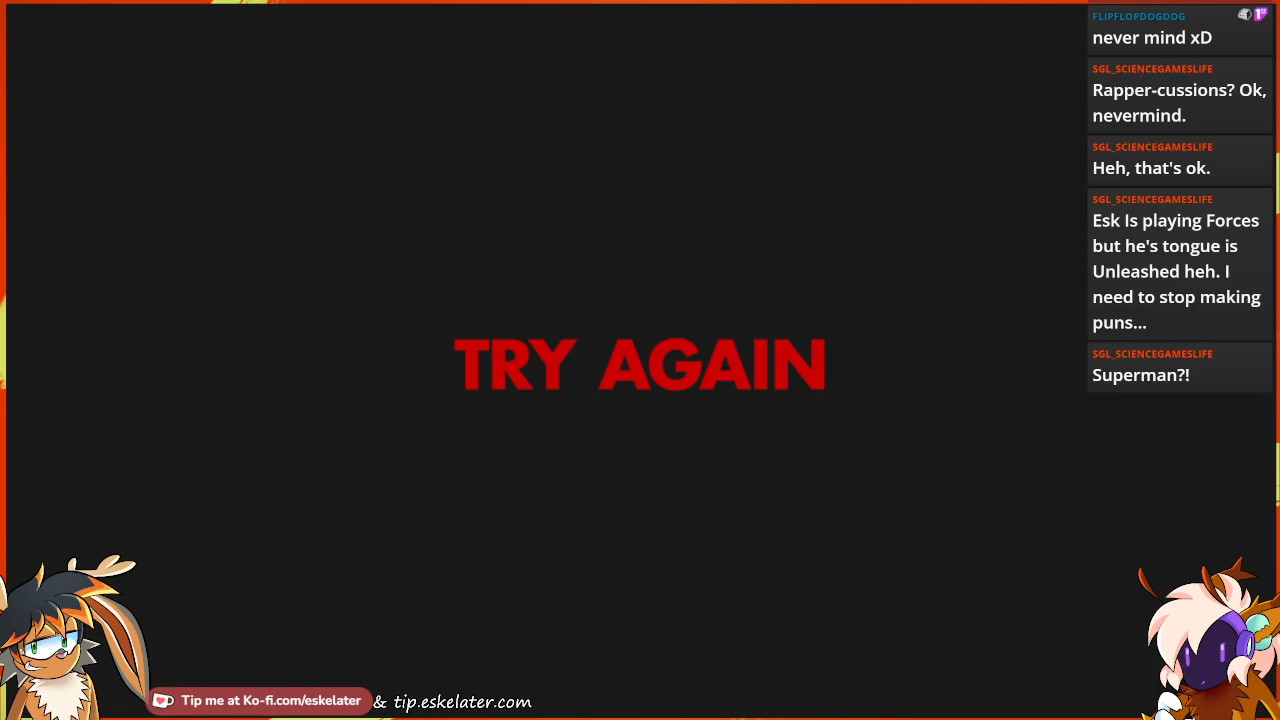 FLIPFLOPDOGDOG
never mind xD
SGL_SCIENCEGAMESLIFE
Rapper-cussions? Ok,
nevermind.
SGL_SCIENCEGAMESLIFE
Heh, that's ok.
SGL_SCIENCEGAMESLIFE
Esk Is playing Forces
but he's tongue is
Unleashed heh. I
need to stop making
puns...
SGL_SCIENCEGAMESLIFE
Superman?!
TRY AGAIN
Tip me at Ko-fi.com/eskelater & tip.eskelater.com